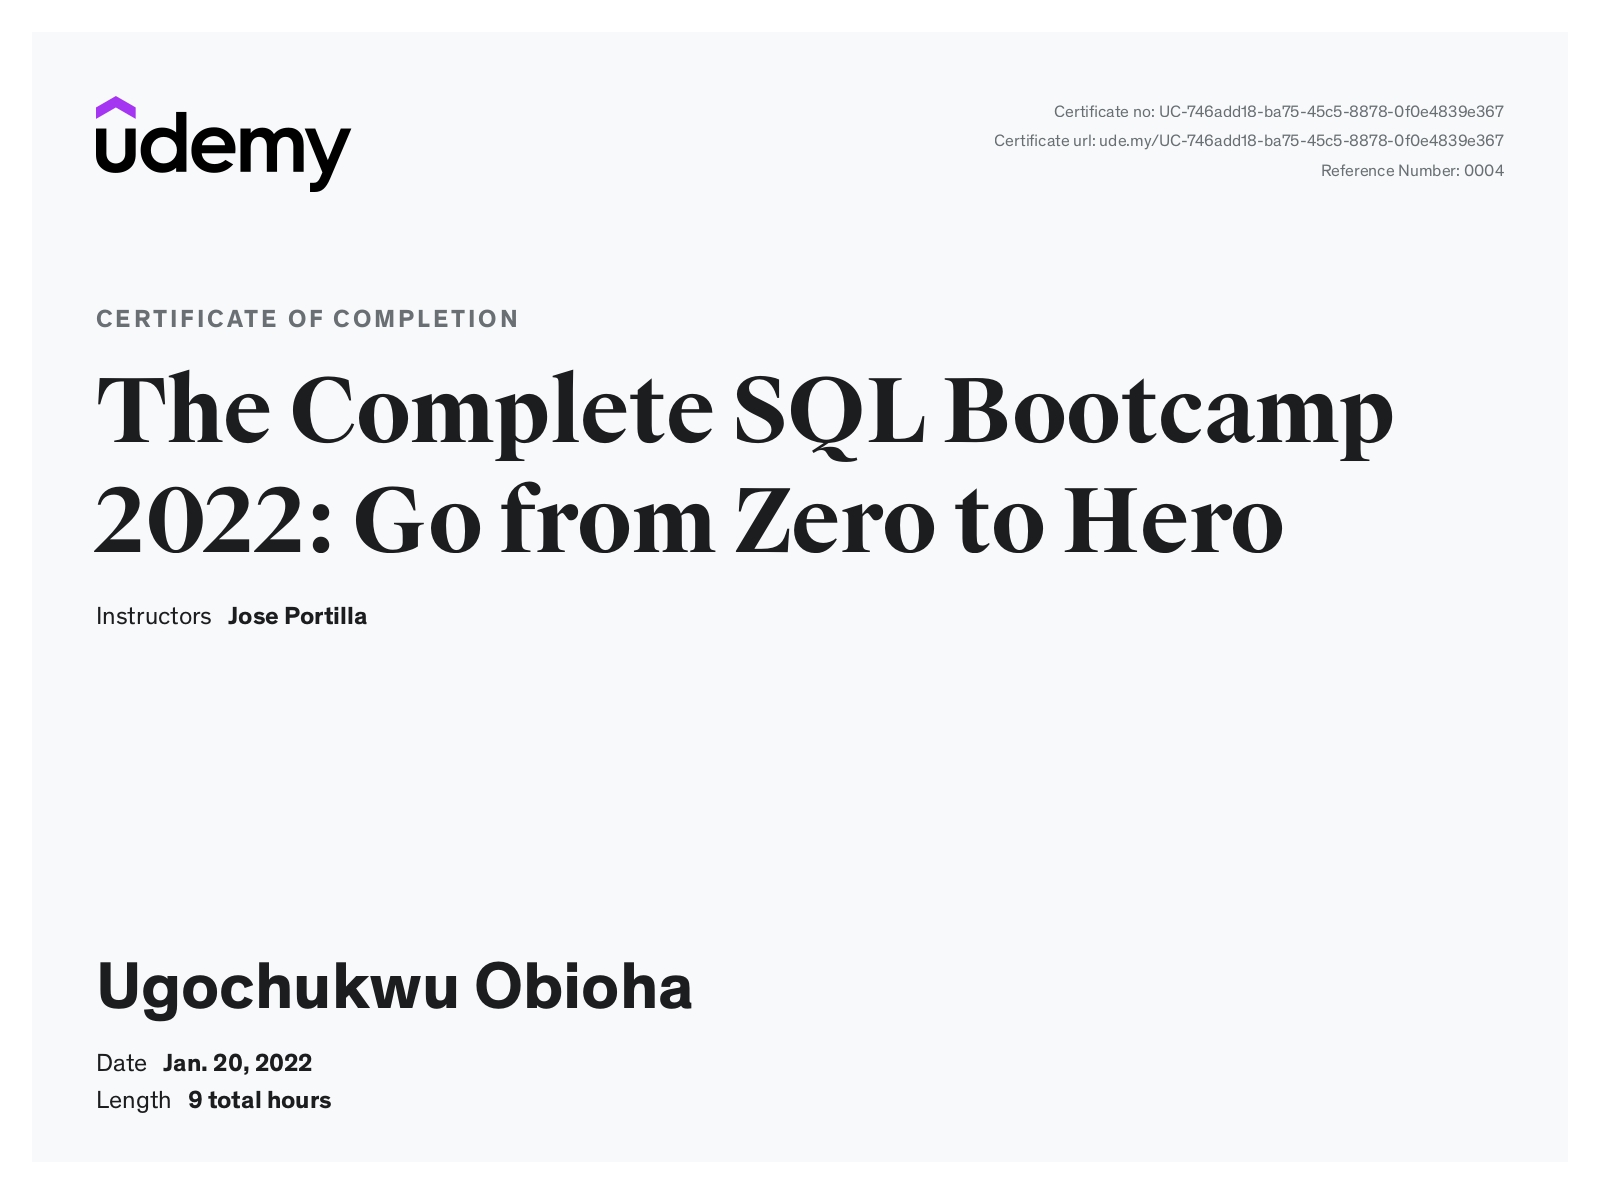 udemy
Certificate no: UC-746add18-ba75-45c5-8878-0f0e4839e367
Certificate url: ude.my/UC-746add18-ba75-45c5-8878-0f0e4839e367
Reference Number: 0004
CERTIFICATE OF COMPLETION
The Complete SQL Bootcamp
2022: Go from Zero to Hero
Instructors Jose Portilla
Ugochukwu Obioha
Date Jan. 20, 2022
Length 9 total hours